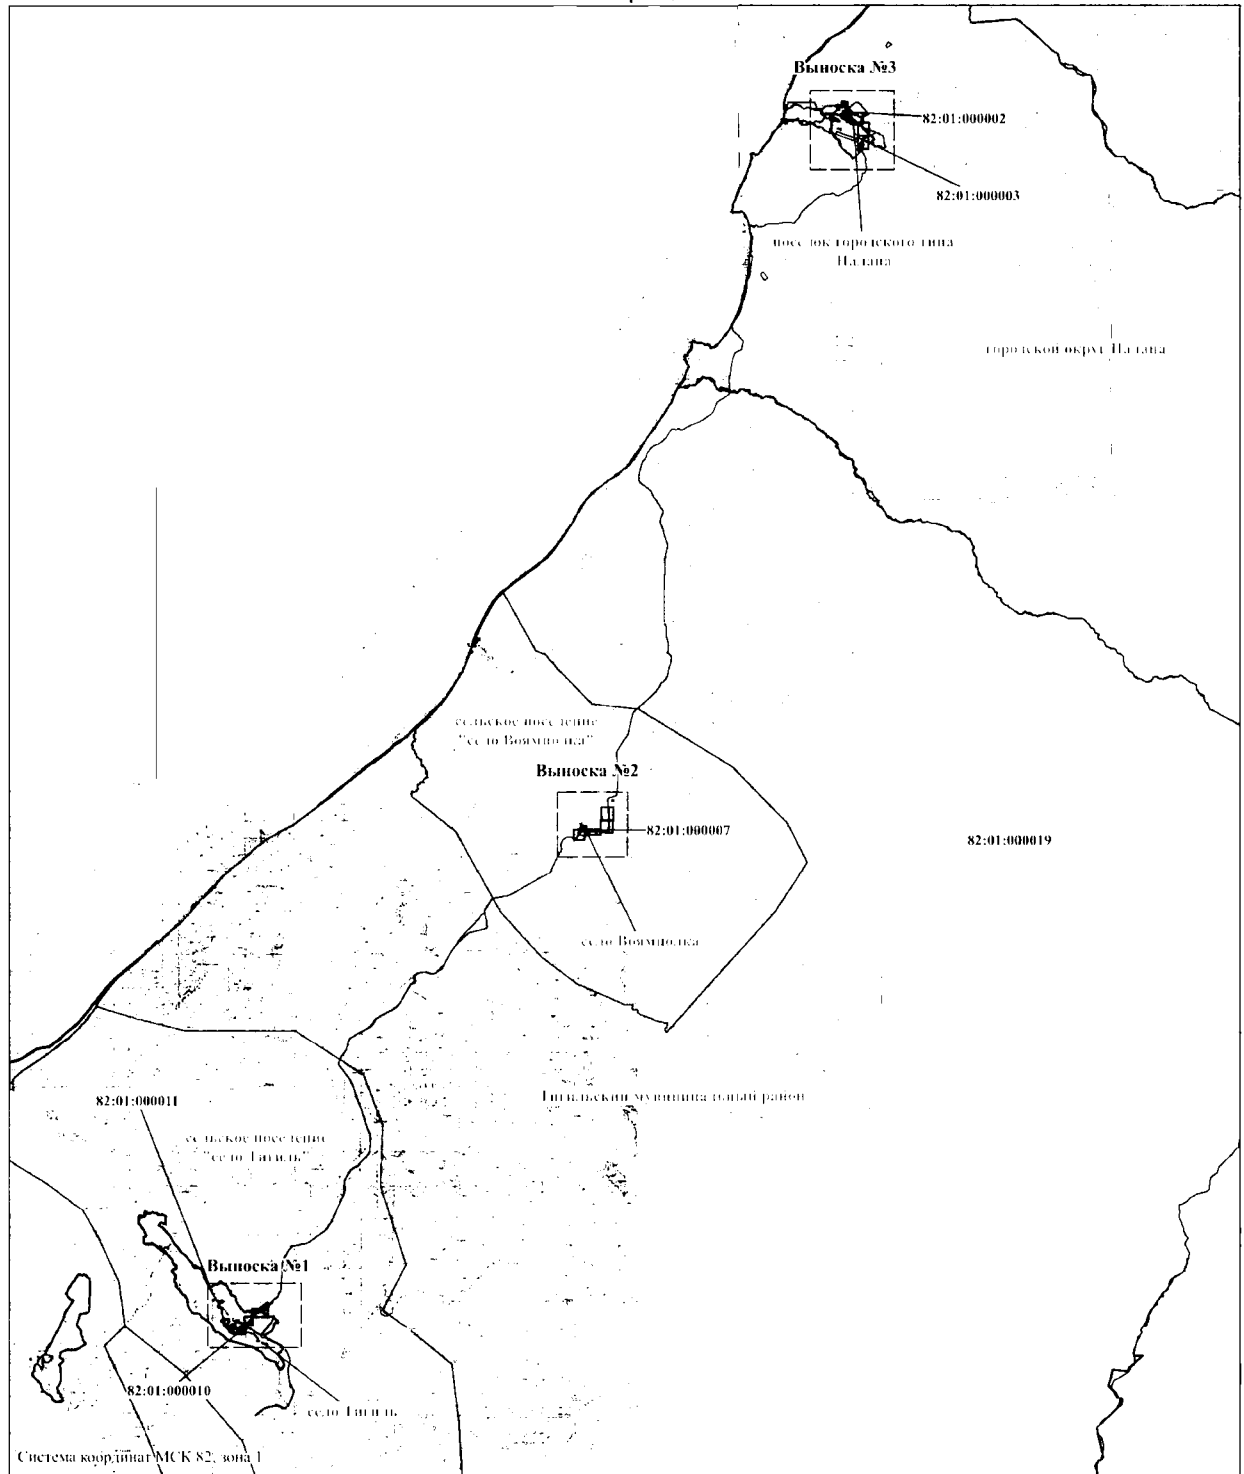 Выноска №3
82:01:000002
82:01:000003
поселок городского типа
Палана
городской округ Палана
сельское поселение
"село Воямполка"
Выноска №2
82:01:000007
82:01:000019
село Воямполка
Тигильский муниципальный район
82:01:000011
сельское поселение
"село Тигиль"
Выноска №1
82:01:000010
село Тигиль
Система координат МСК 82, зона 1